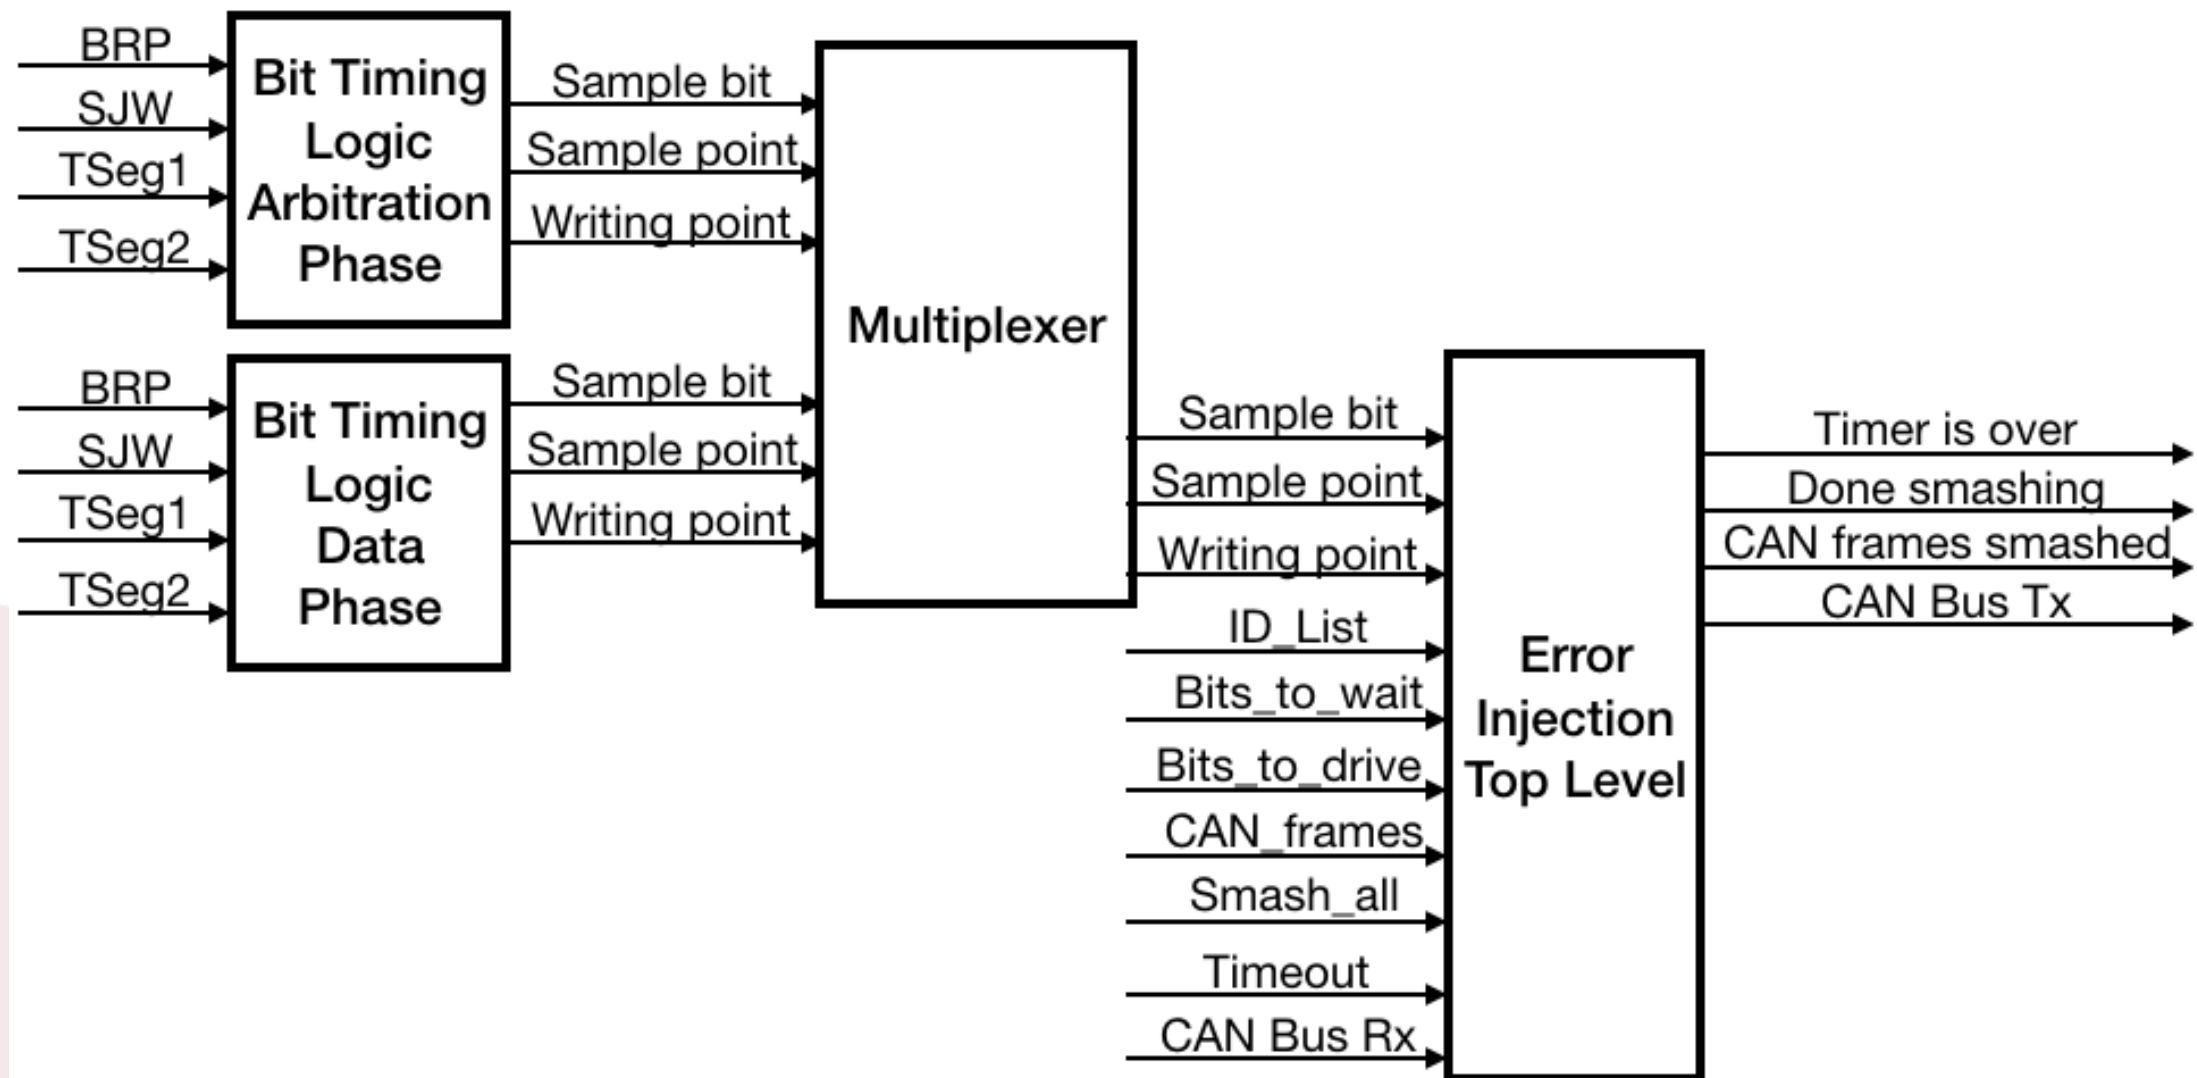 BRP
SJW
TSeg1
TSeg2
Bit Timing
Logic
Arbitration
Phase
Sample bit
Sample point
Writing point
BRP
SJW
TSeg1
TSeg2
Bit Timing
Logic
Data
Phase
Sample bit
Sample point
Writing point
Multiplexer
Sample bit
Sample point
Writing point
ID_List
Bits_to_wait
Bits_to_drive
CAN_frames
Smash_all
Timeout
CAN Bus Rx
Error
Injection
Top Level
Timer is over
Done smashing
CAN frames smashed
CAN Bus Tx